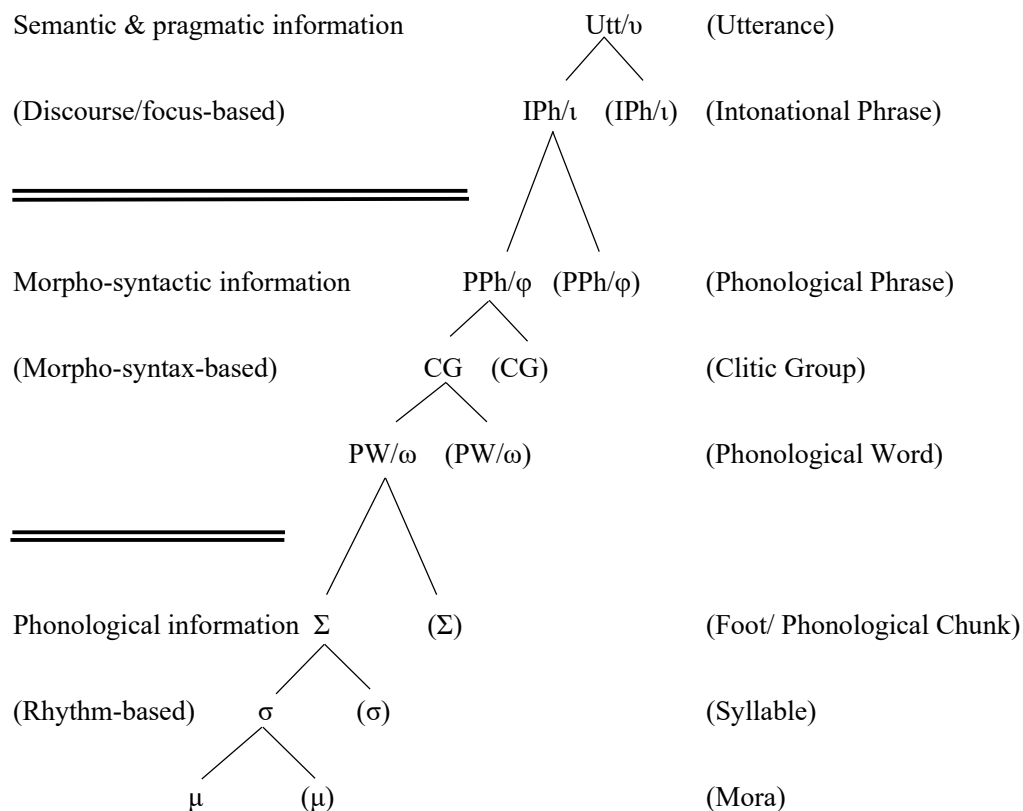 Semantic & pragmatic information Utt/υ (Utterance)
(Discourse/focus-based) IPh/ι (IPh/ι) (Intonational Phrase)
Morpho-syntactic information PPh/φ (PPh/φ) (Phonological Phrase)
(Morpho-syntax-based) CG (CG) (Clitic Group)
PW/ω (PW/ω) (Phonological Word)
Phonological information Σ (Σ) (Foot/ Phonological Chunk)
(Rhythm-based) σ (σ) (Syllable)
μ (μ) (Mora)